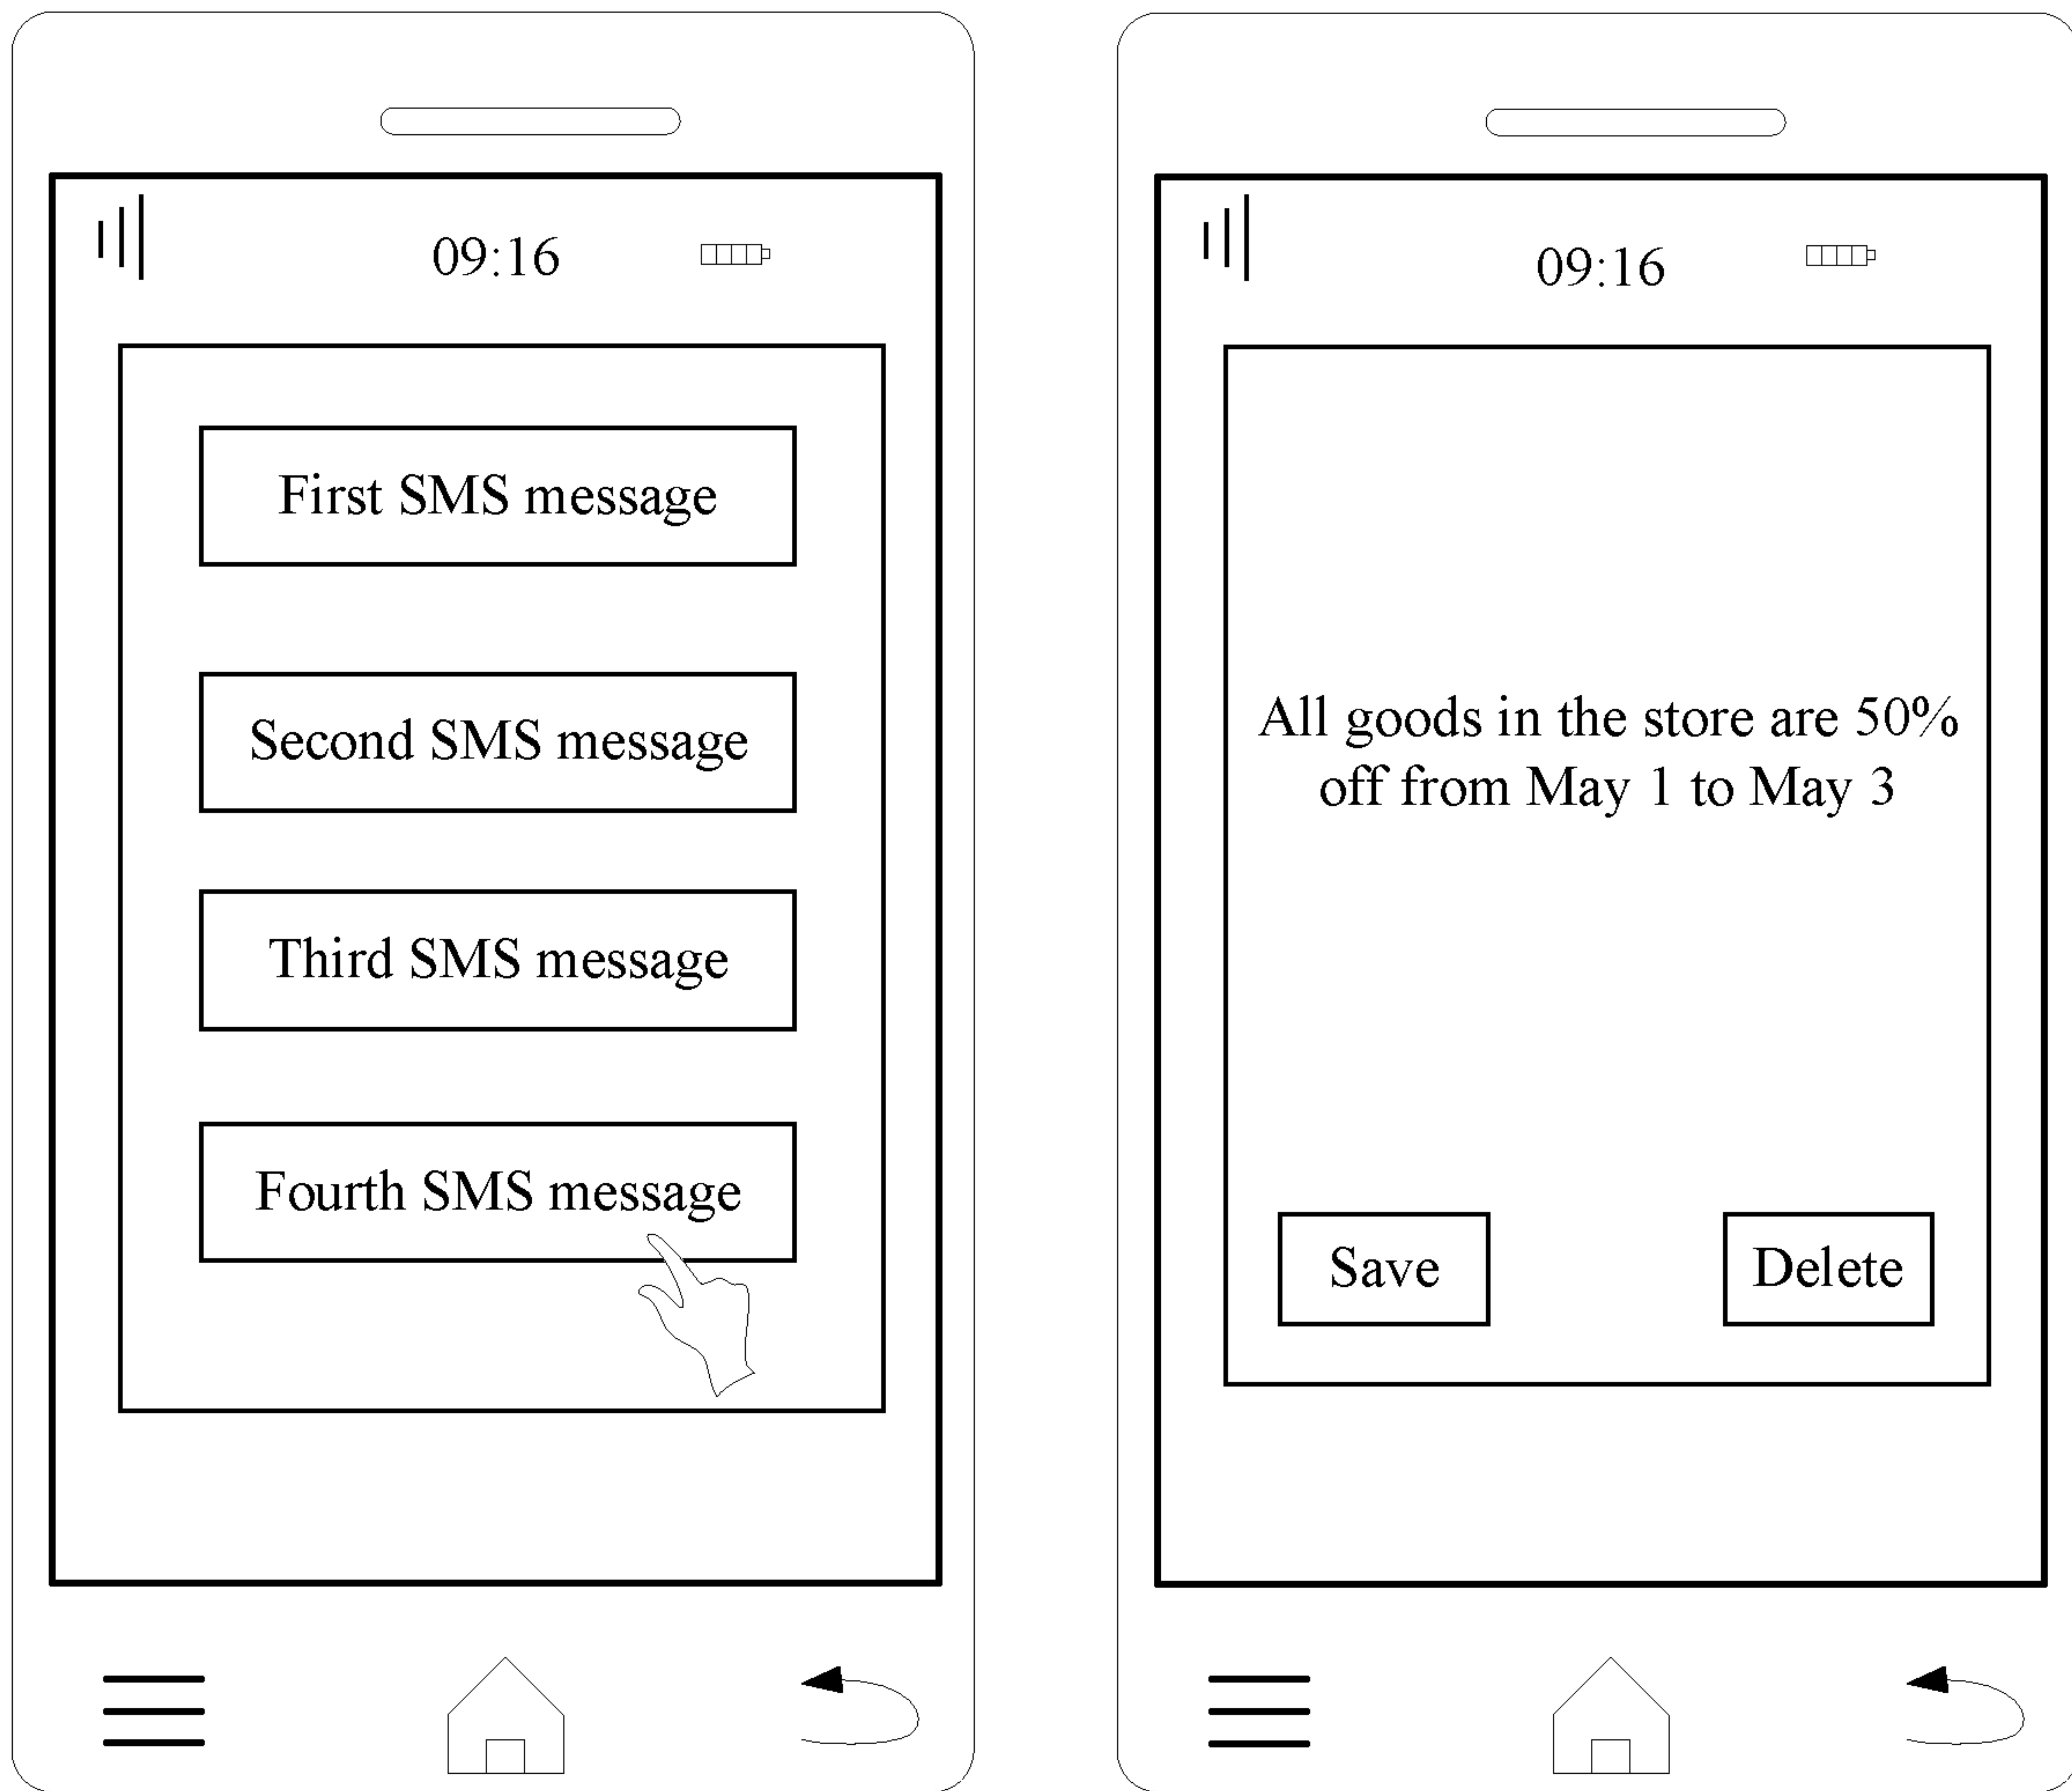 09:16
First SMS message
Second SMS message
Third SMS message
Fourth SMS message
09:16
All goods in the store are 50%
off from May 1 to May 3
Save
Delete